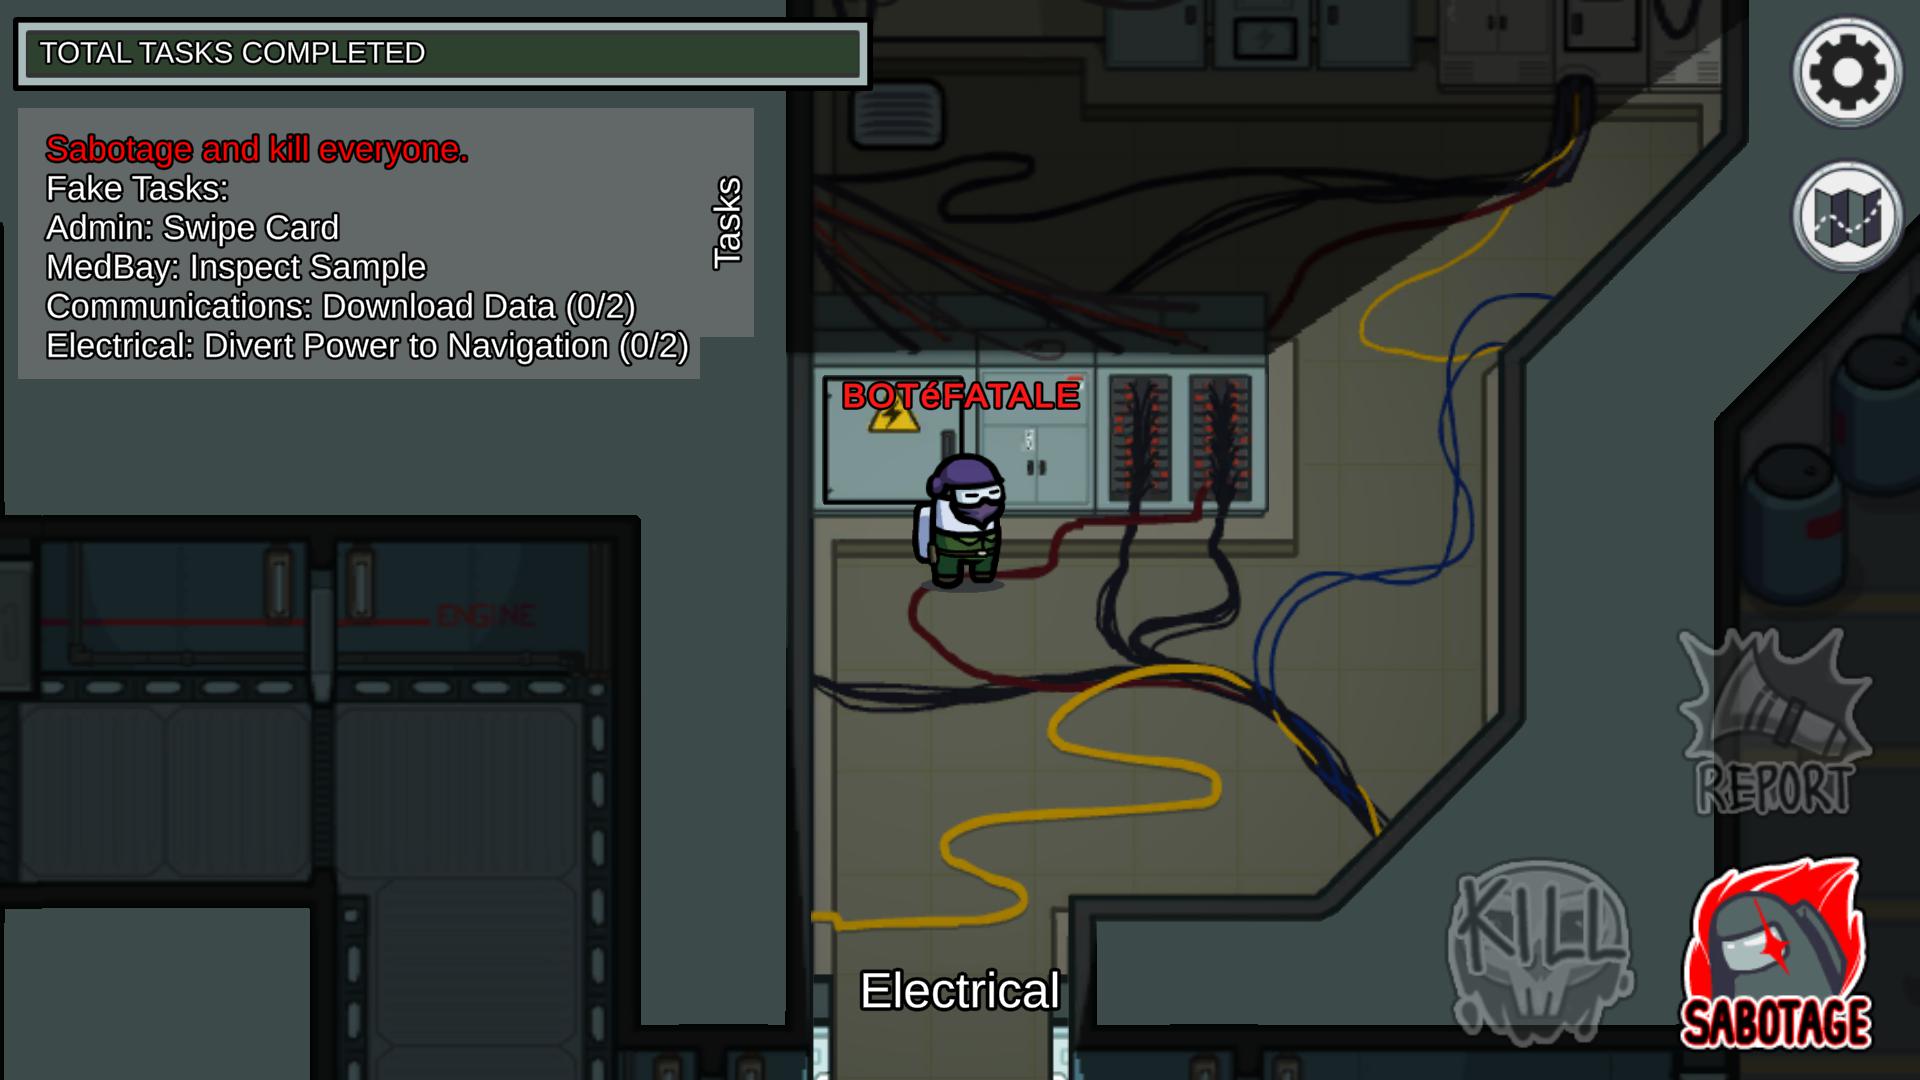 TOTAL TASKS COMPLETED
Sabotage and kill everyone.
Fake Tasks:
Admin: Swipe Card
MedBay: Inspect Sample
Communications: Download Data (0/2)
Electrical: Divert Power to Navigation (0/2)
Tasks
BOTéFATALE
ENGINE
REPORT
KILL
SABOTAGE
Electrical